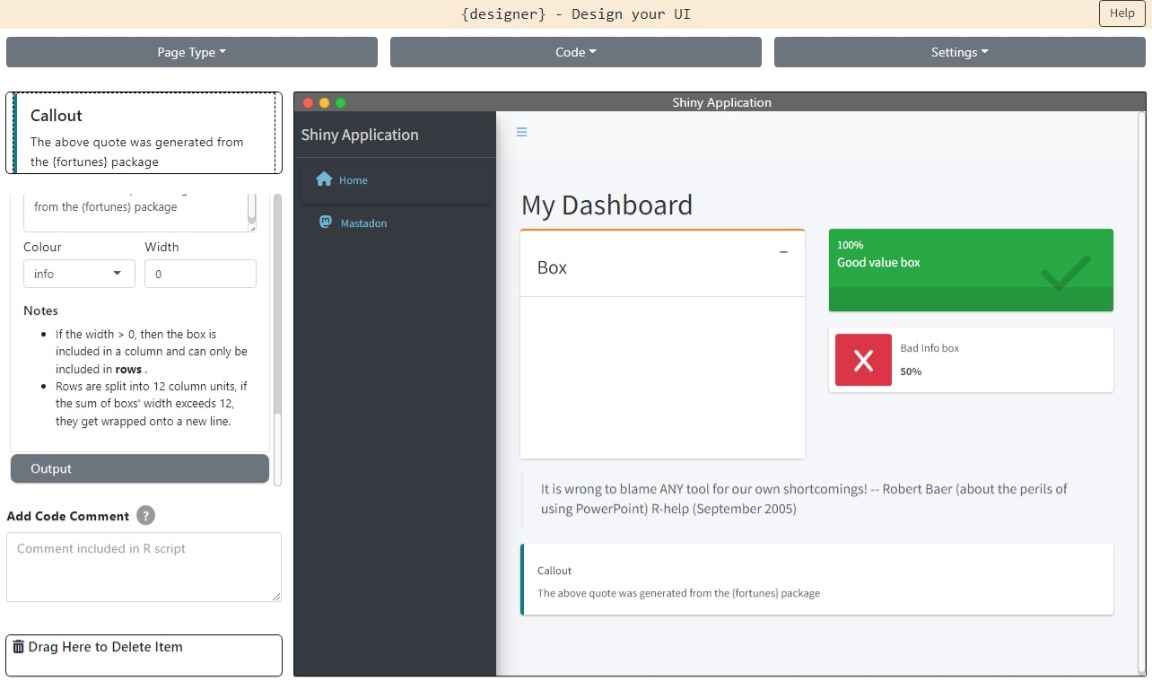 {designer} - Design your UI
Help
Page Type
Code
Settings
Callout
The above quote was generated from
the {fortunes} package
from the {fortunes} package
Colour
Width
info
0
Notes
If the width > 0, then the box is
included in a column and can only be
included in rows .
Rows are split into 12 column units, if
the sum of boxs' width exceeds 12,
they get wrapped onto a new line.
Output
Add Code Comment ?
Comment included in R script
Drag Here to Delete Item
Shiny Application
Shiny Application
Home
Mastadon
My Dashboard
Box
100%
Good value box
Bad Info box
50%
It is wrong to blame ANY tool for our own shortcomings! -- Robert Baer (about the perils of
using PowerPoint) R-help (September 2005)
Callout
The above quote was generated from the {fortunes} package